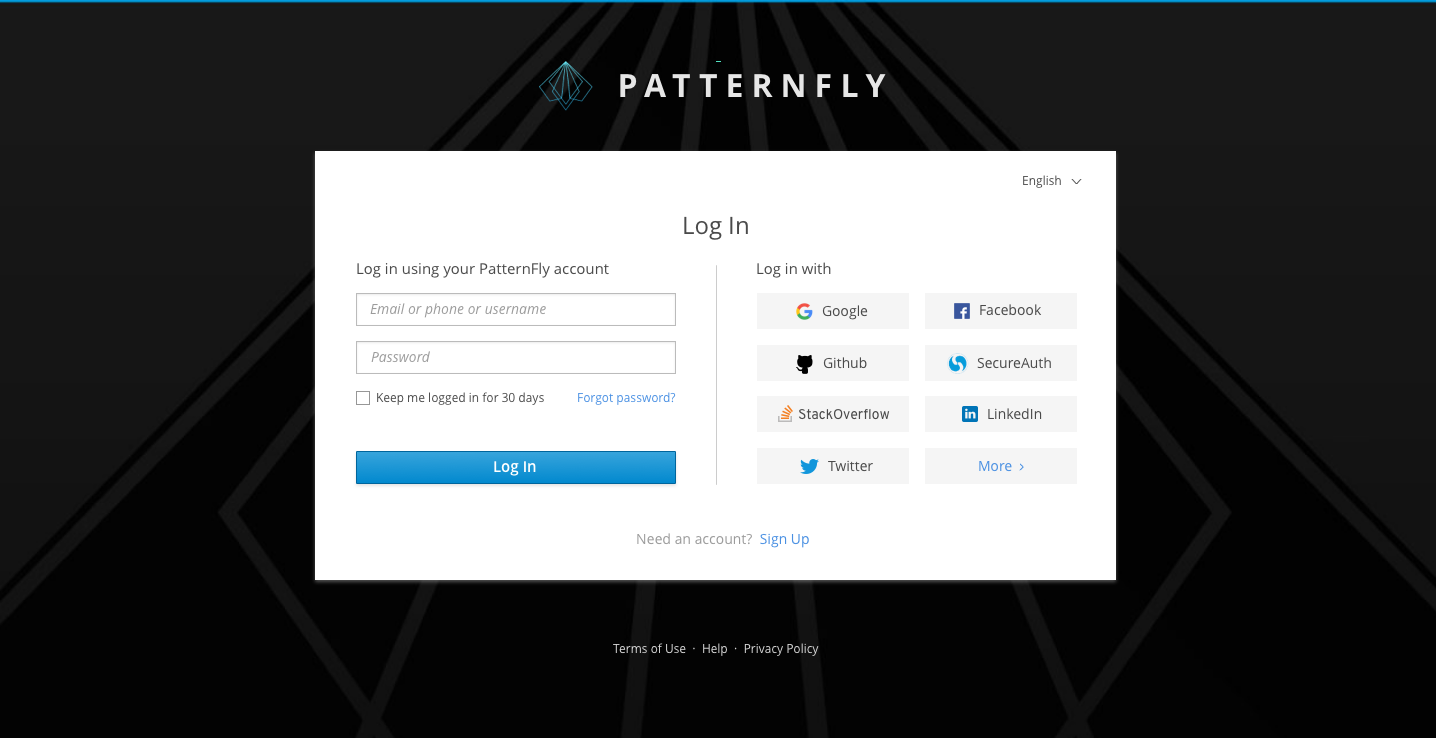 PATTERNFLY
English
Log In
Log in using your PatternFly account
Email or phone or username
Password
Keep me logged in for 30 days Forgot password?
Log In
Log in with
Google Facebook
Github SecureAuth
StackOverflow LinkedIn
Twitter More ›
Need an account? Sign Up
Terms of Use · Help · Privacy Policy